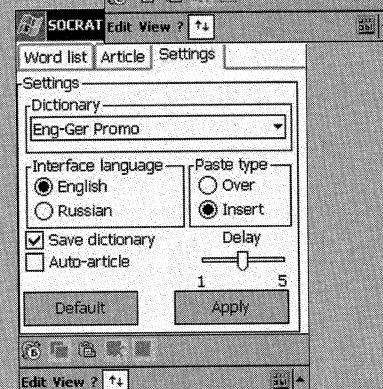 SOCRAT Edit View ?
Word list Article Settings
Settings
Dictionary
Eng-Ger Promo
Interface language Paste type
English Over
Russian Insert
Save dictionary Delay
Auto-article
1 5
Default Apply
Edit View ?